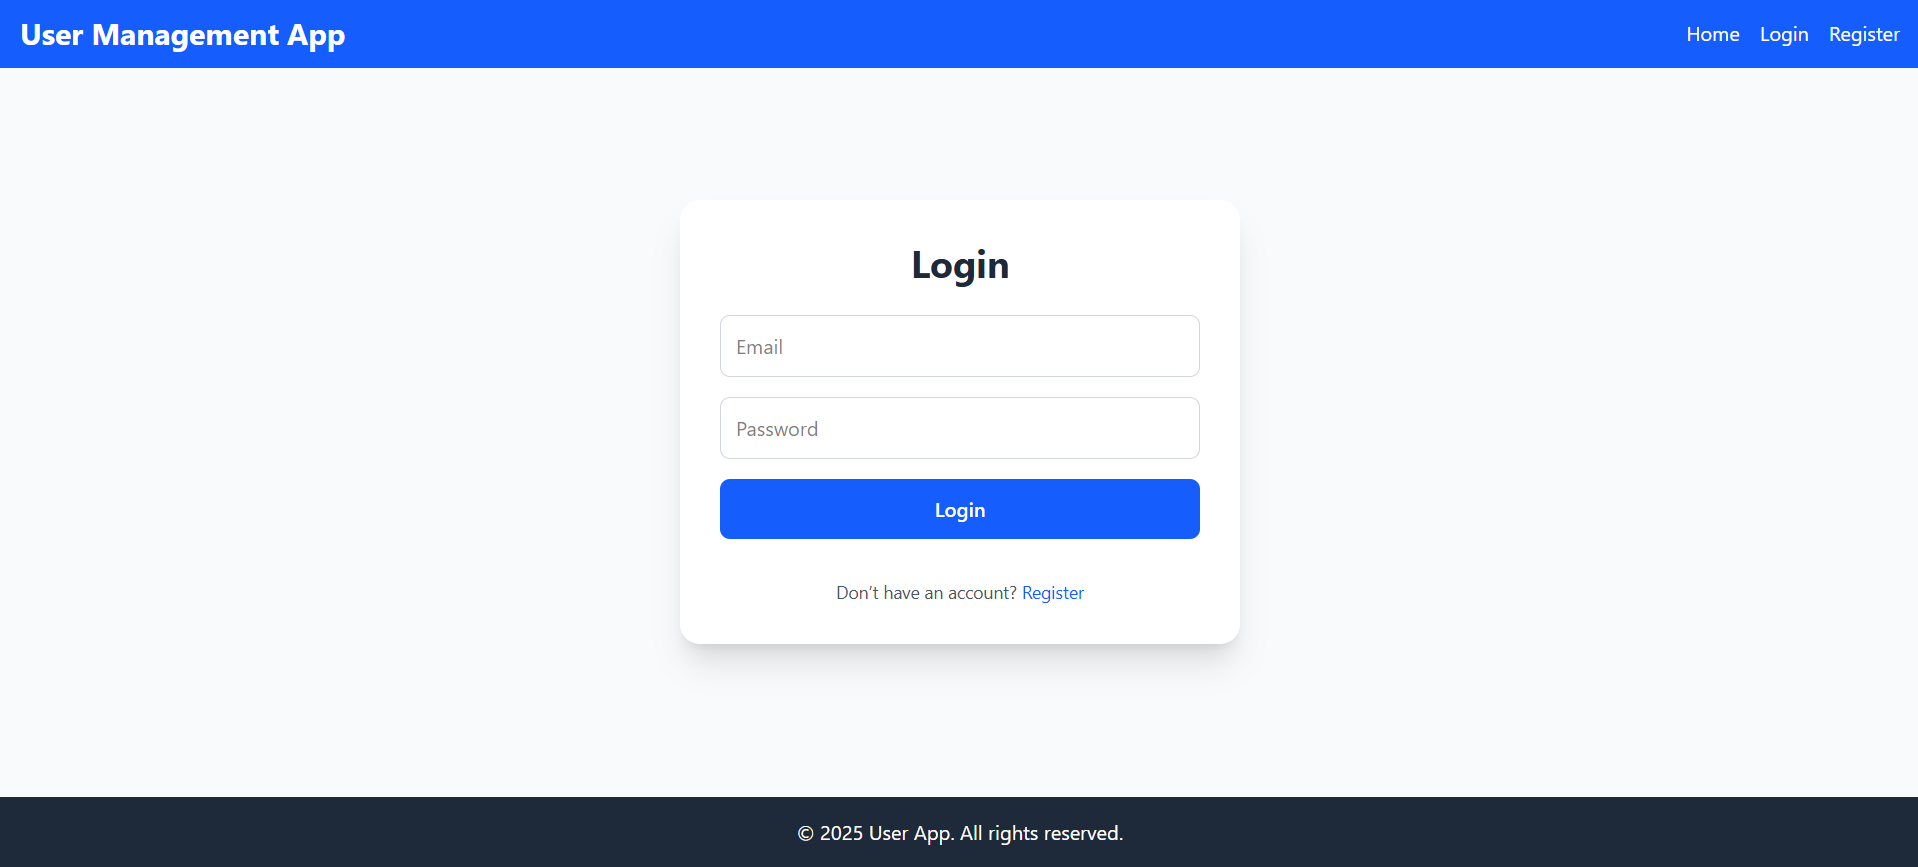 User Management App
Home Login Register
Login
Email
Password
Login
Don’t have an account? Register
© 2025 User App. All rights reserved.